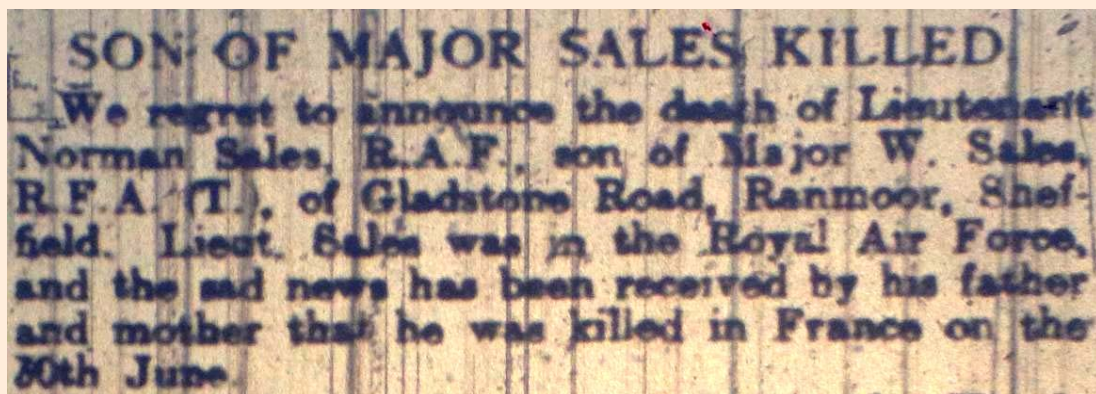 SON OF MAJOR SALES KILLED
We regret to announce the death of Lieutenant
Norman Sales, R.A.F., son of Major W. Sales,
R.F.A. (T.), of Gladstone Road, Ranmoor, Shef-
field. Lieut. Sales was in the Royal Air Force,
and the sad news has been received by his father
and mother that he was killed in France on the
30th June.